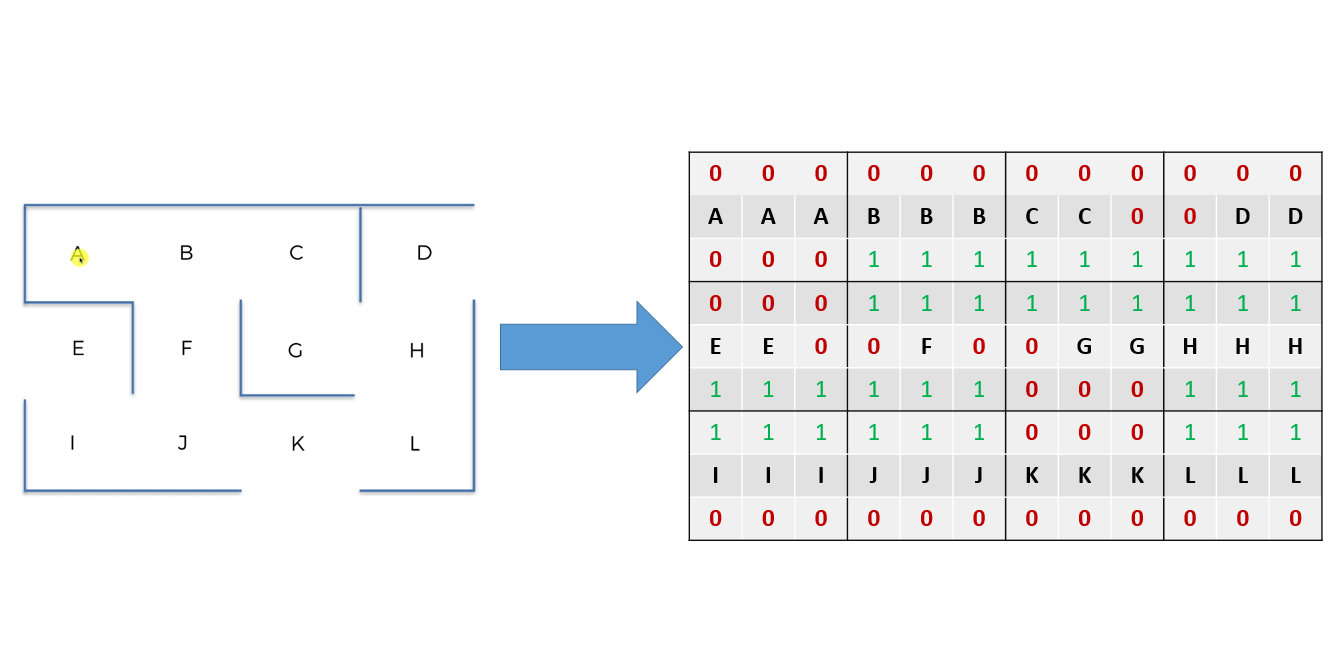 A B C D
E F G H
I J K L
0 0 0 0 0 0 0 0 0 0 0 0
A A A B B B C C 0 0 D D
0 0 0 1 1 1 1 1 1 1 1 1
0 0 0 1 1 1 1 1 1 1 1 1
E E 0 0 F 0 0 G G H H H
1 1 1 1 1 1 0 0 0 1 1 1
1 1 1 1 1 1 0 0 0 1 1 1
I I I J J J K K K L L L
0 0 0 0 0 0 0 0 0 0 0 0